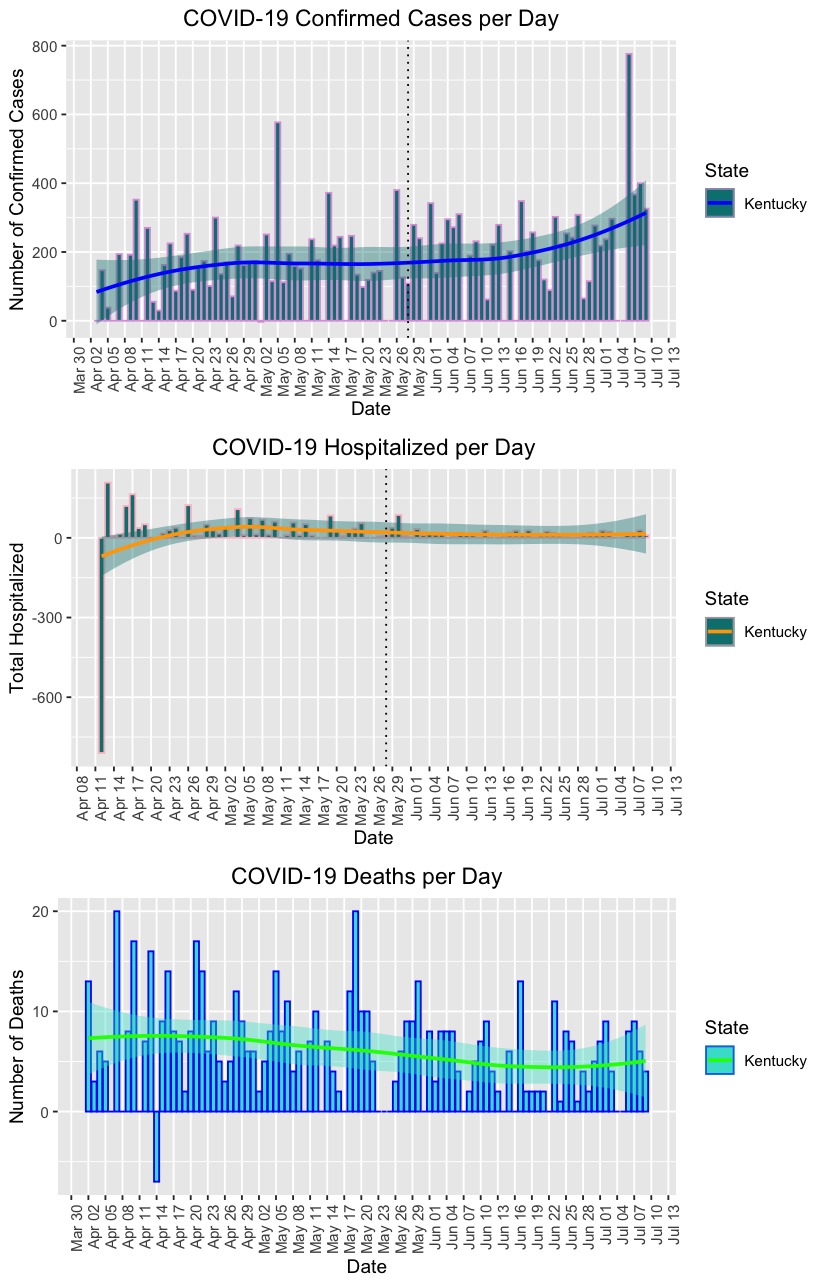 COVID-19 Confirmed Cases per Day
Number of Confirmed Cases
800
600
400
200
0
Mar 30
Apr 02
Apr 05
Apr 08
Apr 11
Apr 14
Apr 17
Apr 20
Apr 23
Apr 26
Apr 29
May 02
May 05
May 08
May 11
May 14
May 17
May 20
May 23
May 26
May 29
Jun 01
Jun 04
Jun 07
Jun 10
Jun 13
Jun 16
Jun 19
Jun 22
Jun 25
Jun 28
Jul 01
Jul 04
Jul 07
Jul 10
Jul 13
Date
State
Kentucky
COVID-19 Hospitalized per Day
Total Hospitalized
0
-300
-600
Apr 08
Apr 11
Apr 14
Apr 17
Apr 20
Apr 23
Apr 26
Apr 29
May 02
May 05
May 08
May 11
May 14
May 17
May 20
May 23
May 26
May 29
Jun 01
Jun 04
Jun 07
Jun 10
Jun 13
Jun 16
Jun 19
Jun 22
Jun 25
Jun 28
Jul 01
Jul 04
Jul 07
Jul 10
Jul 13
Date
State
Kentucky
COVID-19 Deaths per Day
Number of Deaths
20
10
0
Mar 30
Apr 02
Apr 05
Apr 08
Apr 11
Apr 14
Apr 17
Apr 20
Apr 23
Apr 26
Apr 29
May 02
May 05
May 08
May 11
May 14
May 17
May 20
May 23
May 26
May 29
Jun 01
Jun 04
Jun 07
Jun 10
Jun 13
Jun 16
Jun 19
Jun 22
Jun 25
Jun 28
Jul 01
Jul 04
Jul 07
Jul 10
Jul 13
Date
State
Kentucky